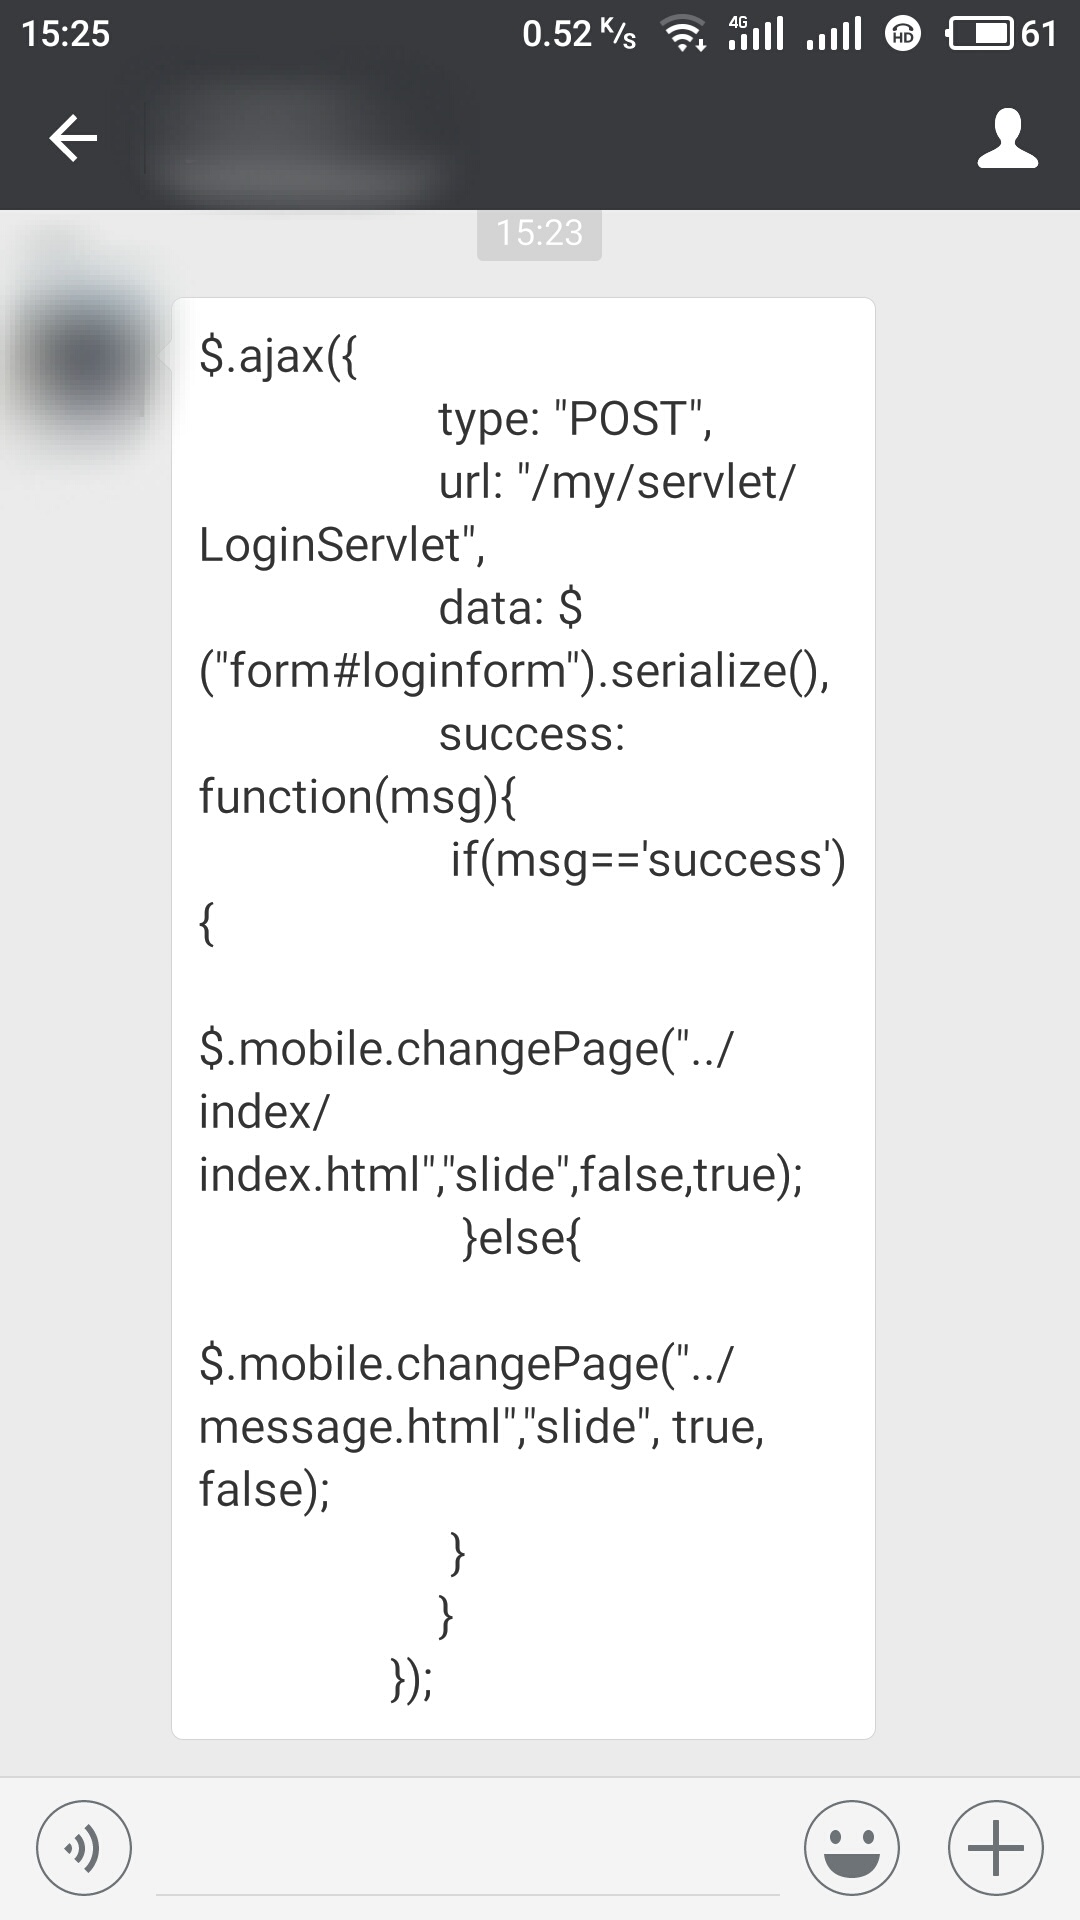 15:25
0.52 K/s 4G HD 61
15:23
$.ajax({
type: "POST",
url: "/my/servlet/
LoginServlet",
data: $
("form#loginform").serialize(),
success:
function(msg){
if(msg=='success')
{
$.mobile.changePage("../
index/
index.html","slide",false,true);
}else{
$.mobile.changePage("../
message.html","slide", true,
false);
}
}
});